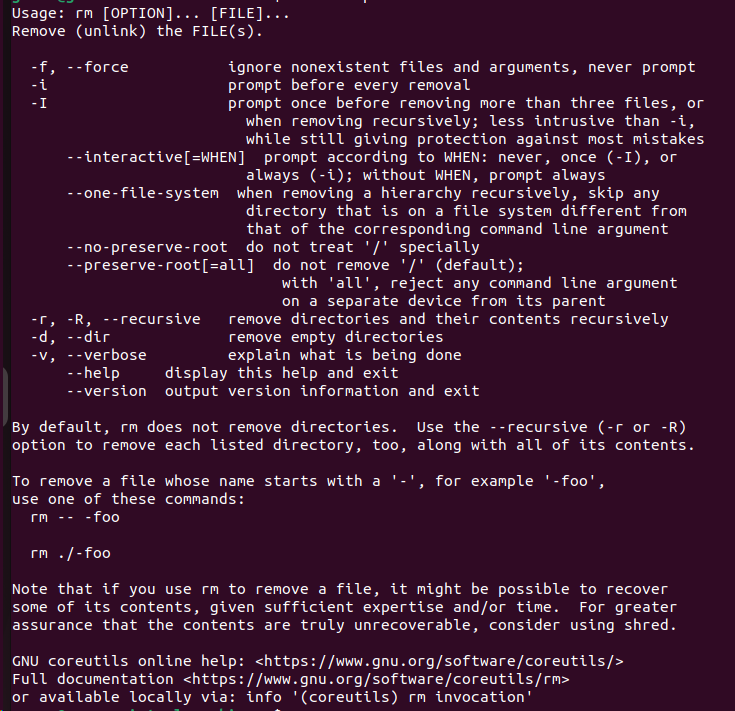 Usage: rm [OPTION]... [FILE]...
Remove (unlink) the FILE(s).

  -f, --force           ignore nonexistent files and arguments, never prompt
  -i                    prompt before every removal
  -I                    prompt once before removing more than three files, or
                          when removing recursively; less intrusive than -i,
                          while still giving protection against most mistakes
      --interactive[=WHEN]  prompt according to WHEN: never, once (-I), or
                          always (-i); without WHEN, prompt always
      --one-file-system  when removing a hierarchy recursively, skip any
                          directory that is on a file system different from
                          that of the corresponding command line argument
      --no-preserve-root  do not treat '/' specially
      --preserve-root[=all]  do not remove '/' (default);
                              with 'all', reject any command line argument
                              on a separate device from its parent
  -r, -R, --recursive   remove directories and their contents recursively
  -d, --dir             remove empty directories
  -v, --verbose         explain what is being done
      --help     display this help and exit
      --version  output version information and exit

By default, rm does not remove directories.  Use the --recursive (-r or -R)
option to remove each listed directory, too, along with all of its contents.

To remove a file whose name starts with a '-', for example '-foo',
use one of these commands:
  rm -- -foo

  rm ./-foo

Note that if you use rm to remove a file, it might be possible to recover
some of its contents, given sufficient expertise and/or time.  For greater
assurance that the contents are truly unrecoverable, consider using shred.

GNU coreutils online help: <https://www.gnu.org/software/coreutils/>
Full documentation <https://www.gnu.org/software/coreutils/rm>
or available locally via: info '(coreutils) rm invocation'